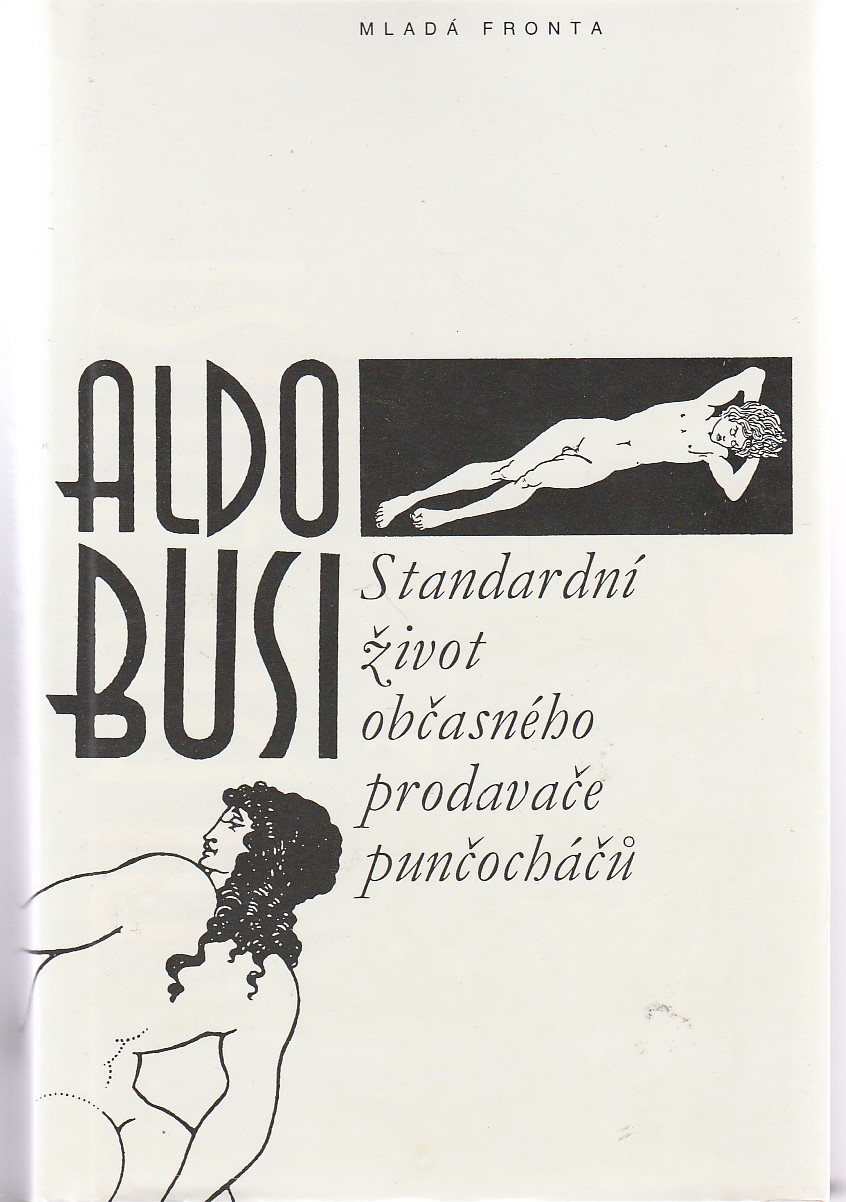 MLADÁ FRONTA
ALDO
BUSI
Standardní
život
občasného
prodavače
punčocháčů